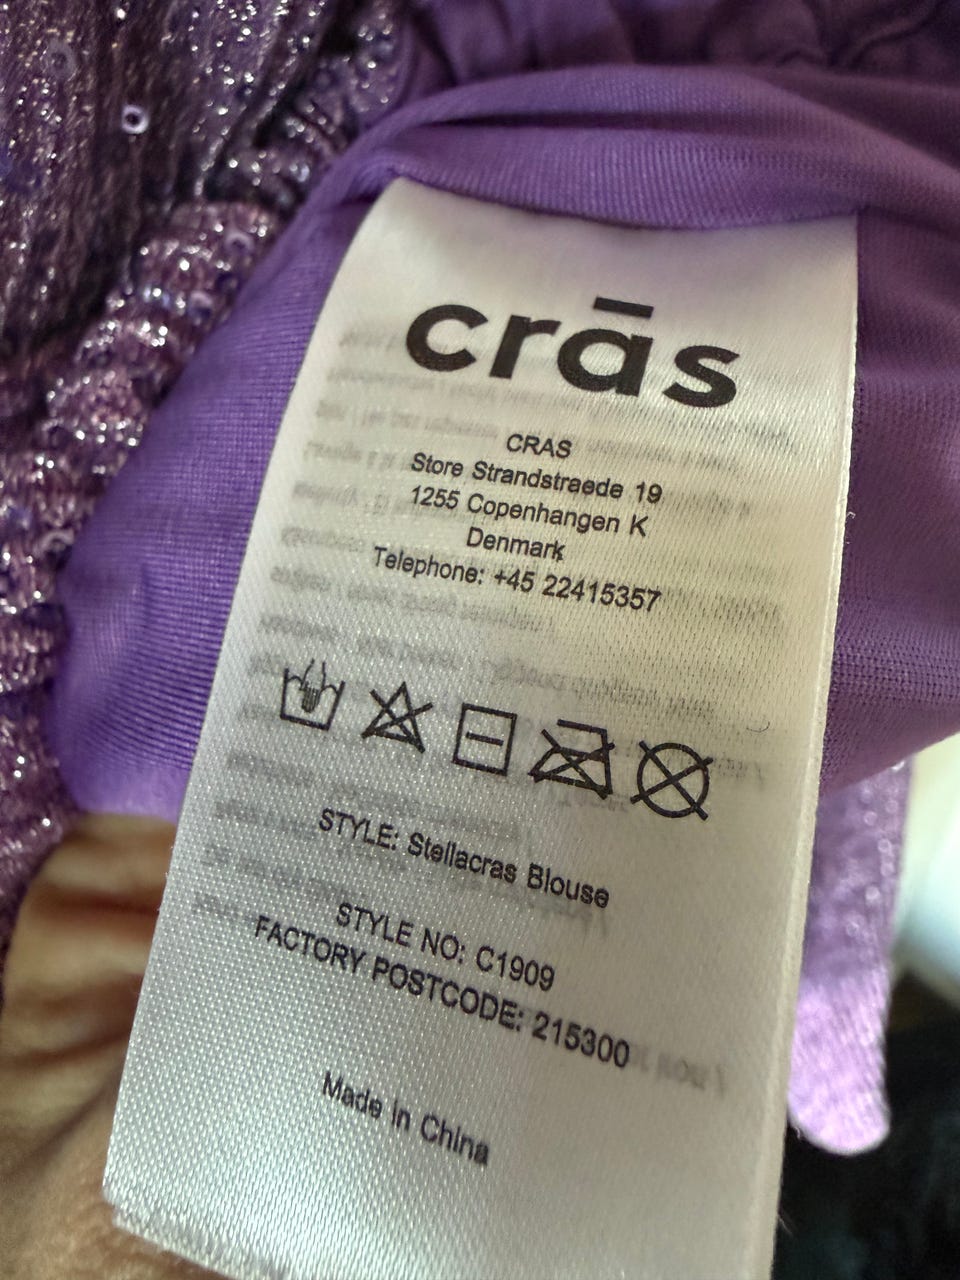 crās
CRAS
Store Strandstraede 19
1255 Copenhangen K
Denmark
Telephone: +45 22415357
STYLE: Stellacras Blouse
STYLE NO: C1909
FACTORY POSTCODE: 215300
Made in China